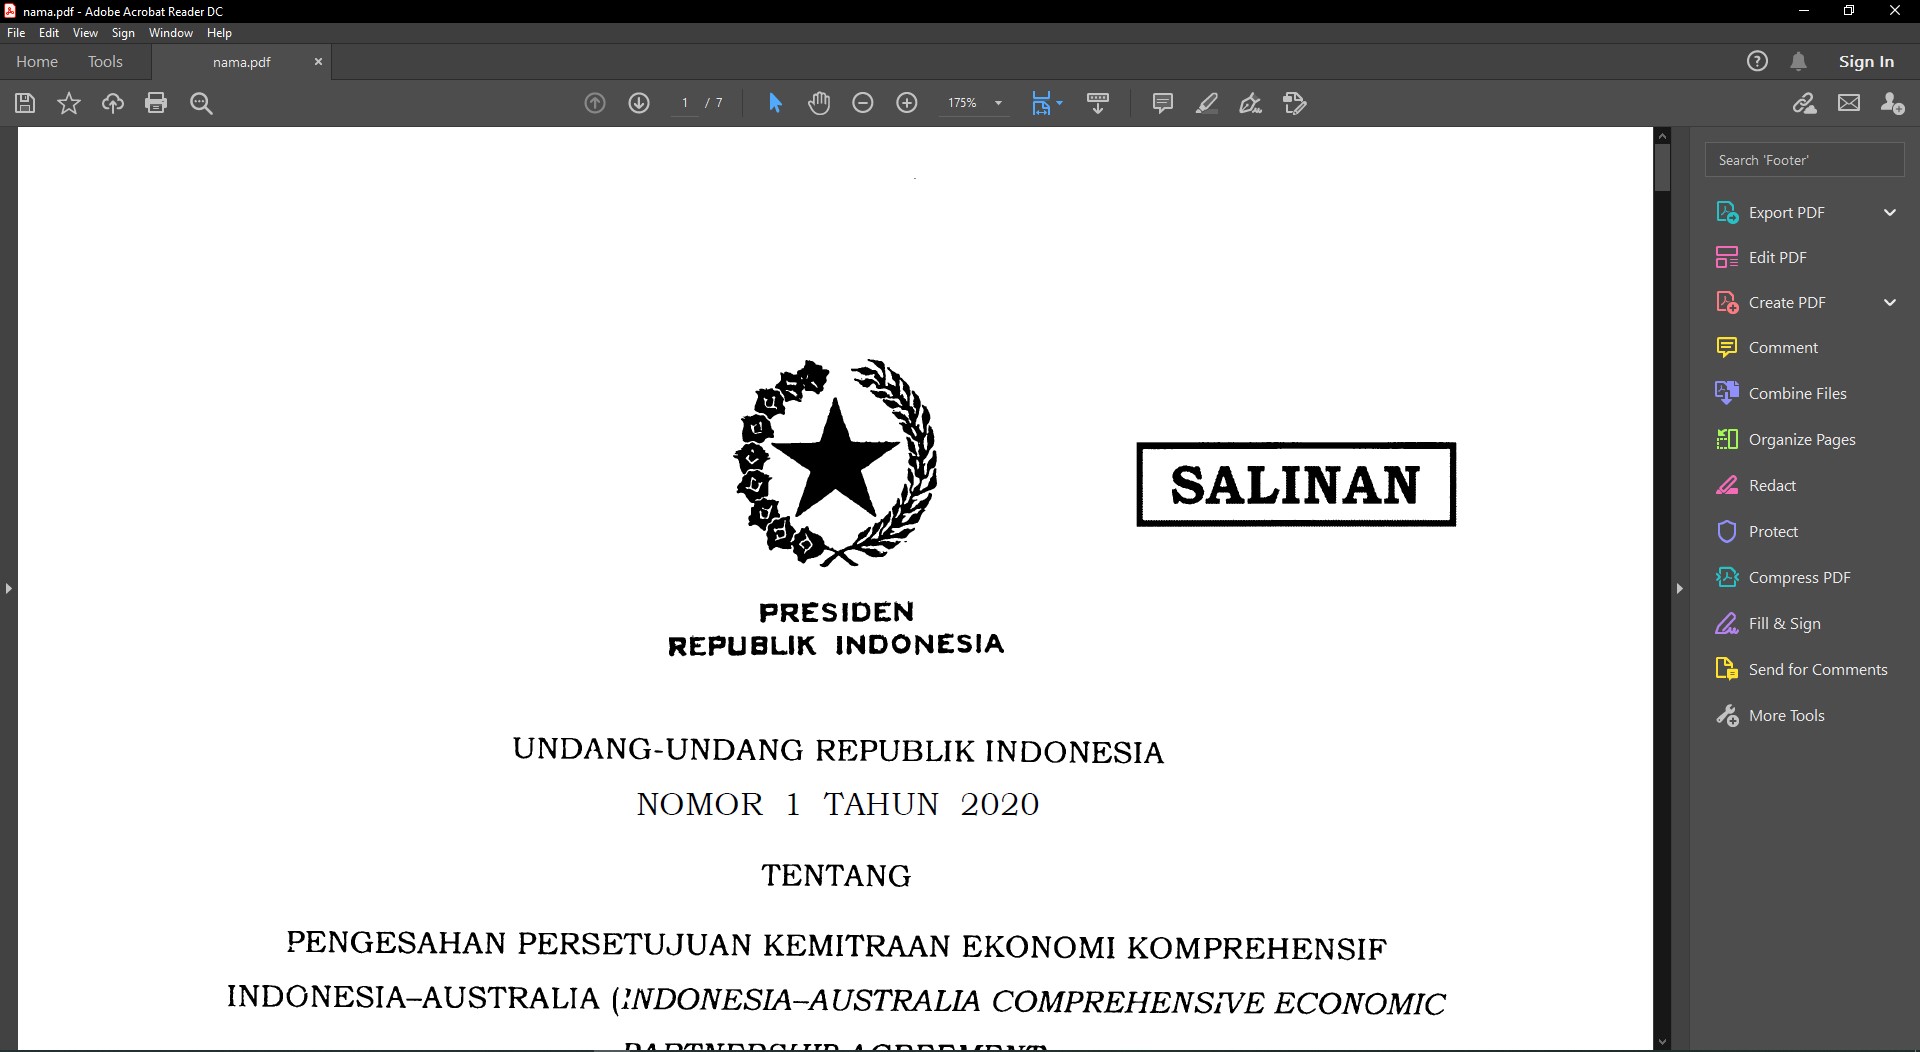 nama.pdf - Adobe Acrobat Reader DC
File Edit View Sign Window Help
Home Tools nama.pdf × Sign In
1 / 7 175%
Search 'Footer'
Export PDF
Edit PDF
Create PDF
Comment
Combine Files
Organize Pages
Redact
Protect
Compress PDF
Fill & Sign
Send for Comments
More Tools
SALINAN
PRESIDEN
REPUBLIK INDONESIA
UNDANG-UNDANG REPUBLIK INDONESIA
NOMOR 1 TAHUN 2020
TENTANG
PENGESAHAN PERSETUJUAN KEMITRAAN EKONOMI KOMPREHENSIF
INDONESIA–AUSTRALIA (INDONESIA–AUSTRALIA COMPREHENSIVE ECONOMIC
PARTNERSHIP AGREEMENT)